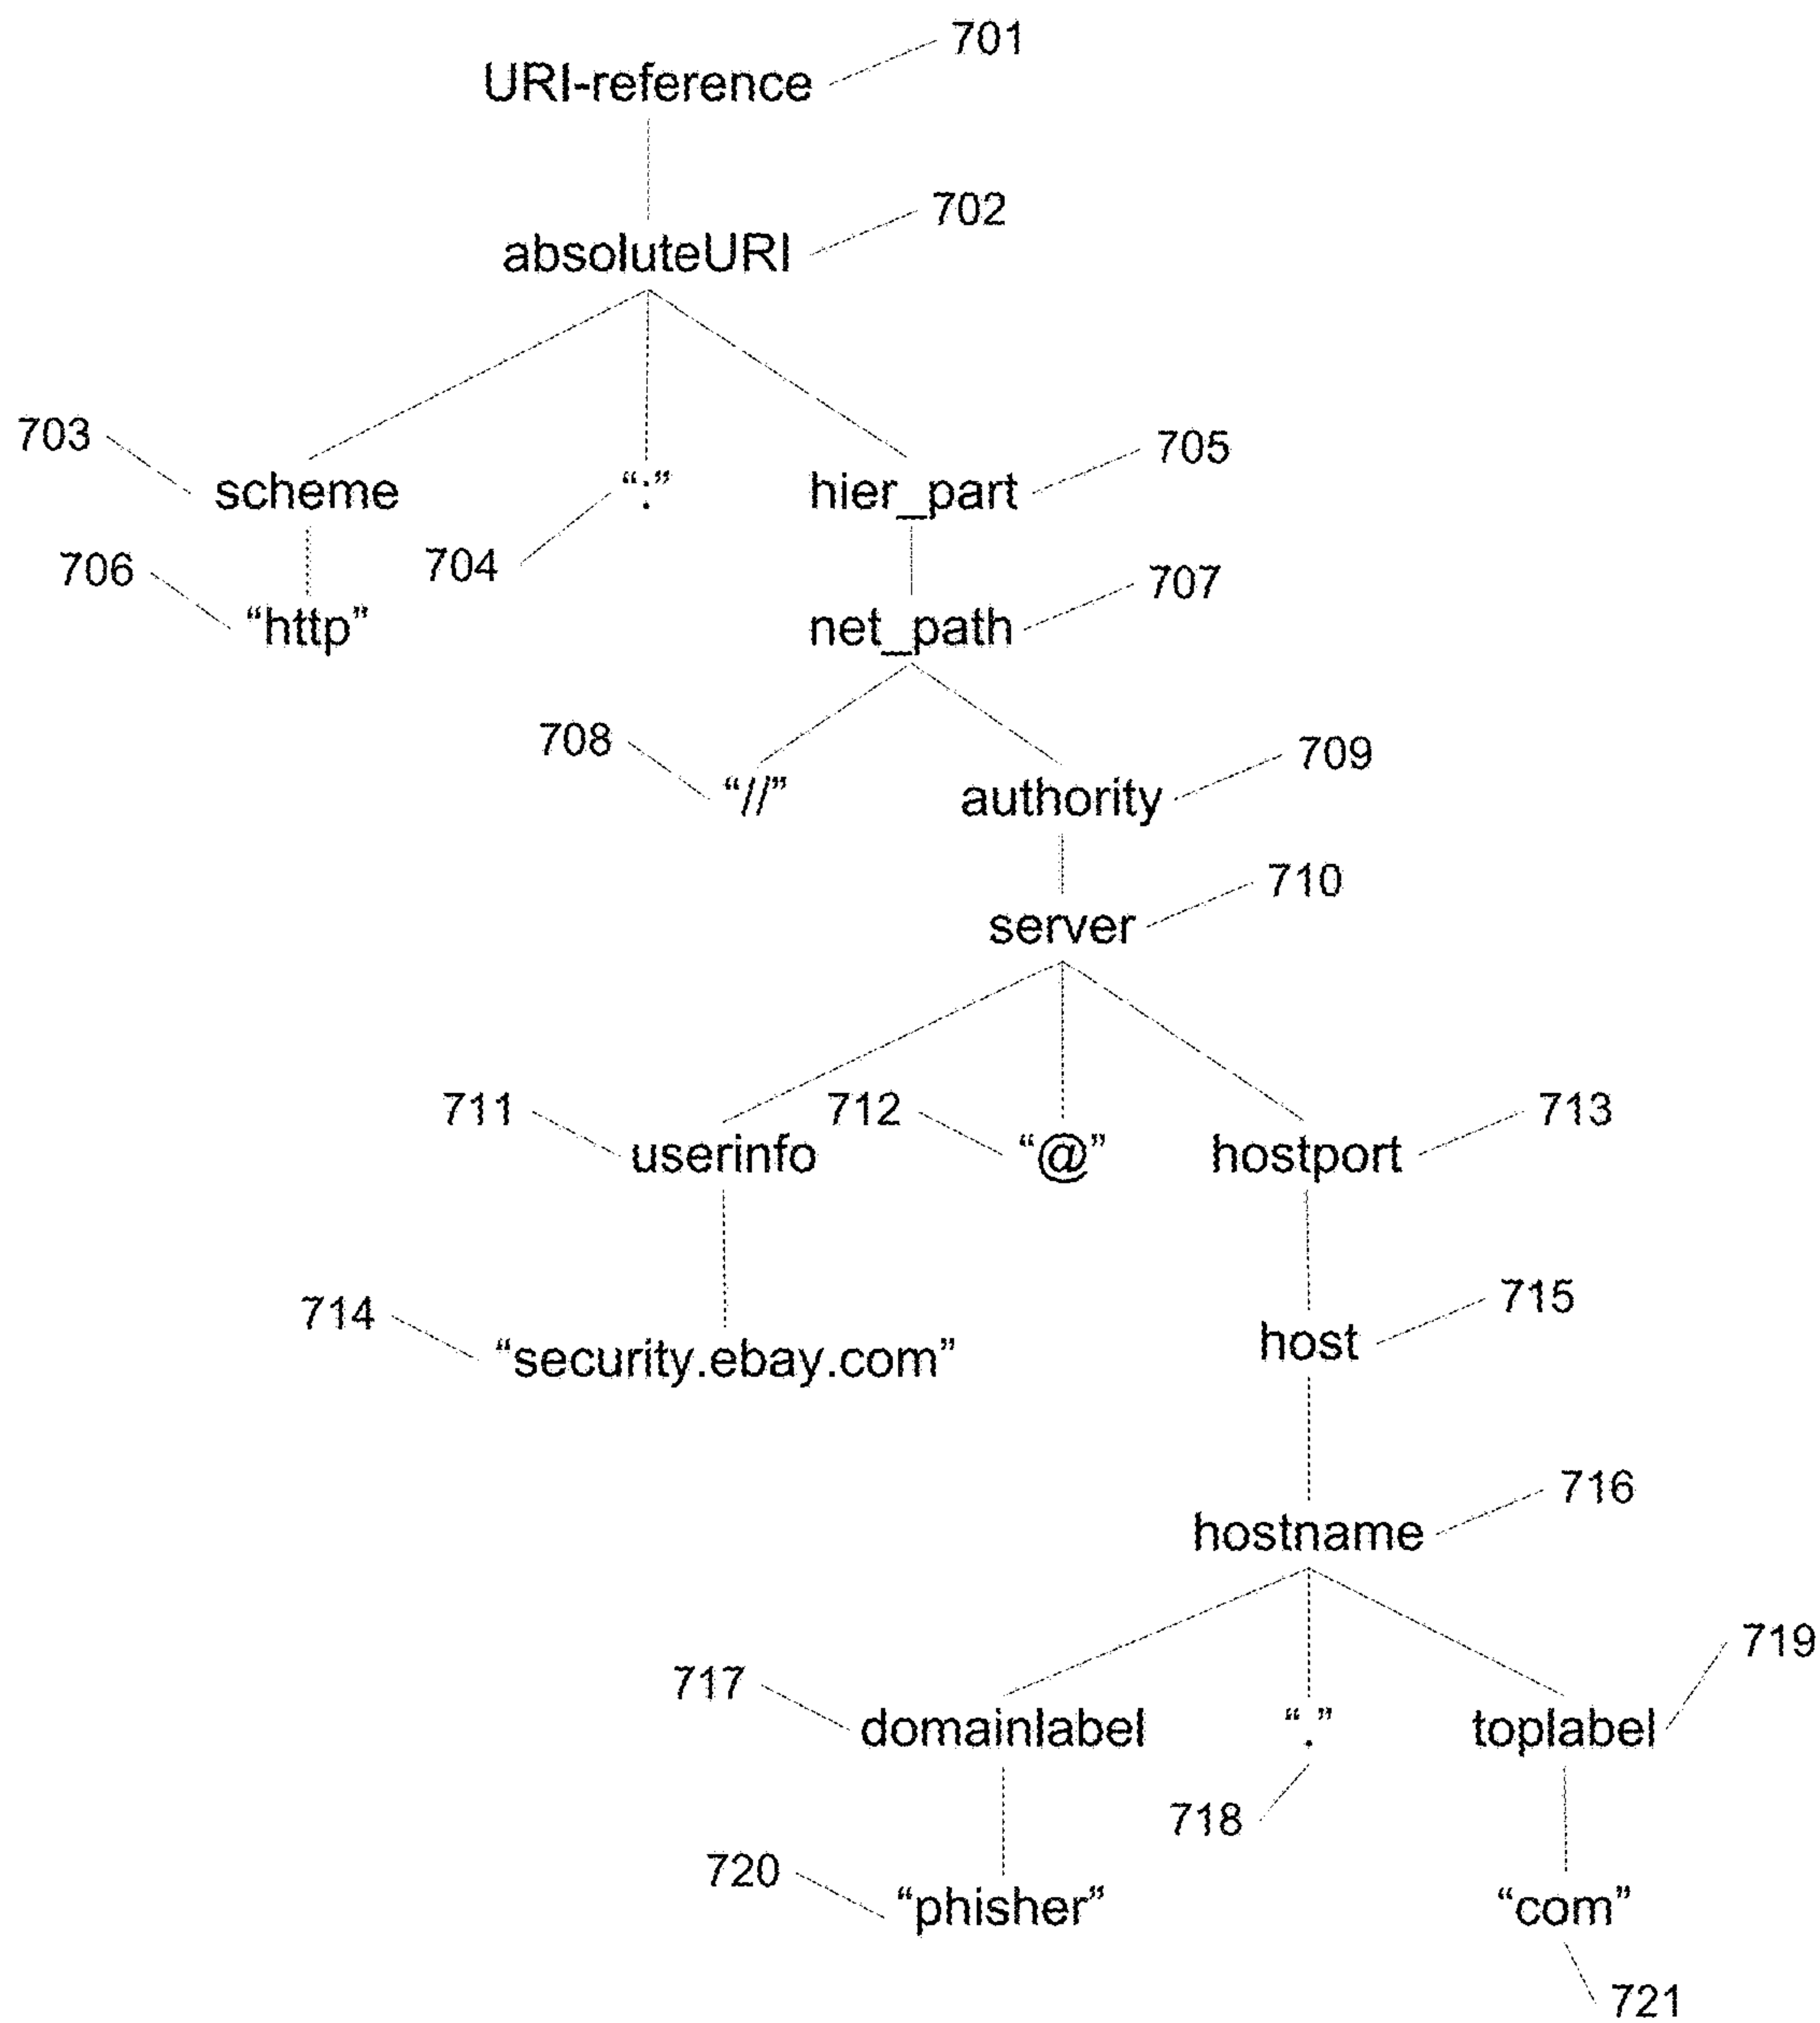 701
URI-reference
702
absoluteURI
703
705
scheme
“:”
hier_part
706
704
707
“http”
net_path
708
709
“//”
authority
710
server
711
712
713
userinfo
“@”
hostport
714
715
“security.ebay.com”
host
716
hostname
719
717
domainlabel
“.”
toplabel
718
720
“phisher”
“com”
721